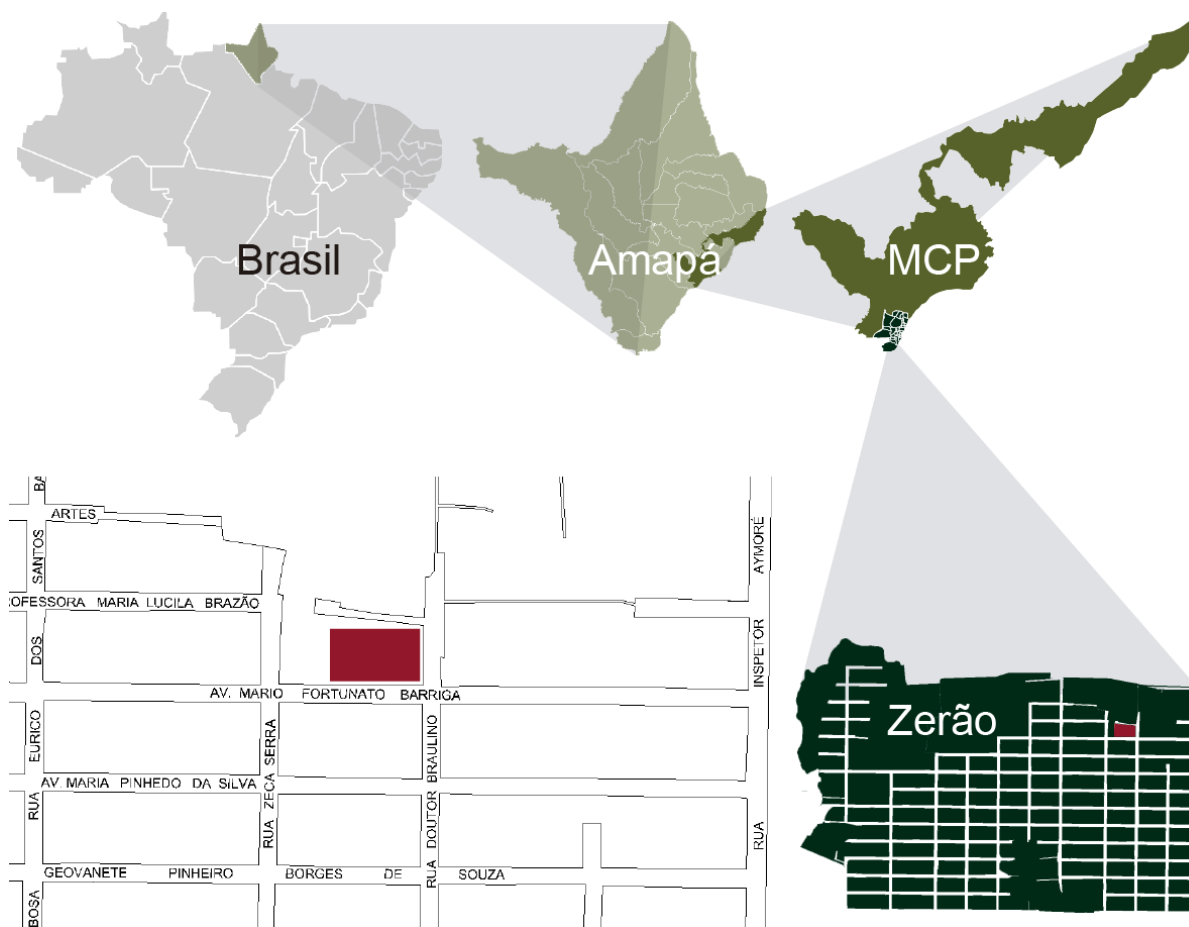 Brasil
Amapá
MCP
Zerão
ARTES
BA
SANTOS
DOS
EURICO
RUA
BOSA
ROFESSORA MARIA LUCILA BRAZÃO
AV. MARIO FORTUNATO BARRIGA
AV. MARIA PINHEDO DA SILVA
GEOVANETE PINHEIRO BORGES DE SOUZA
RUA ZECA SERRA
RUA DOUTOR BRAULINO
RUA INSPETOR AYMORÉ